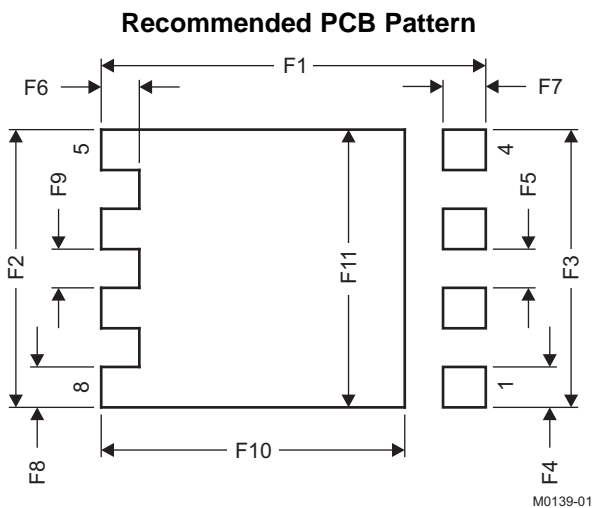 Recommended PCB Pattern
F1
F6
F7
5
4
F9
F5
F2
F11
F3
8
1
F10
F8
F4
M0139-01